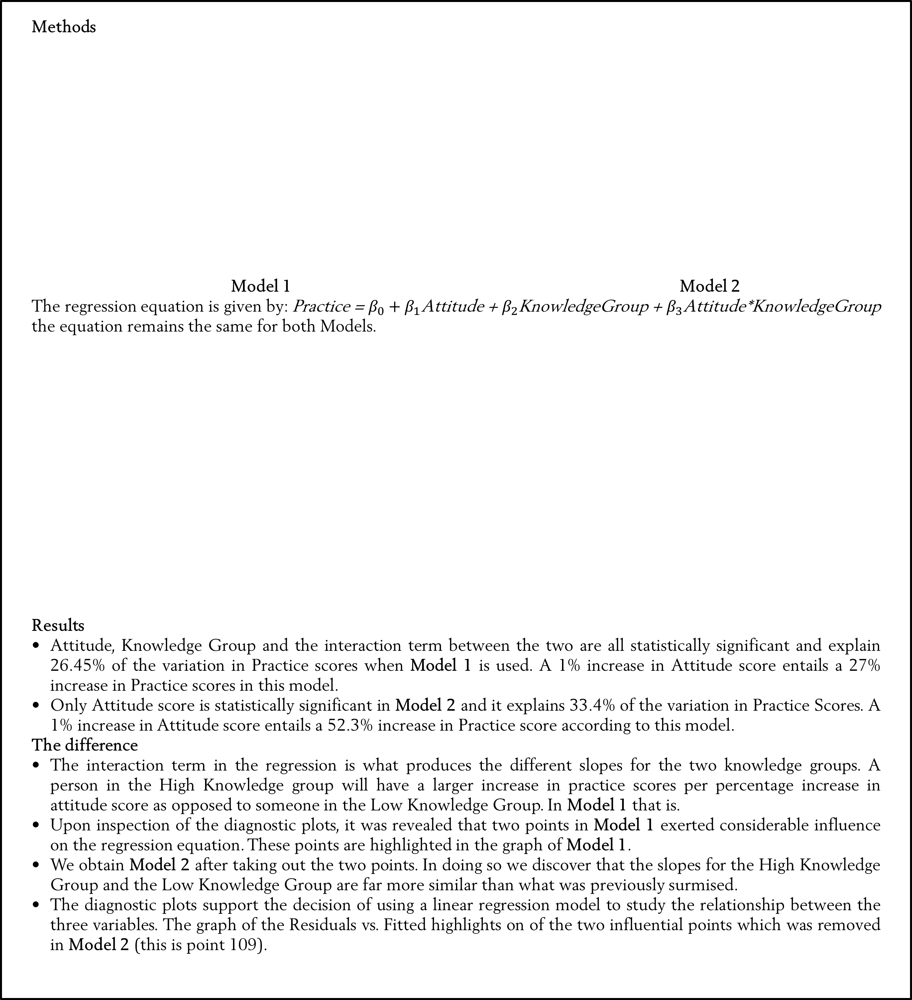 Methods
Model 1
Model 2
The regression equation is given by: Practice = β₀ + β₁Attitude + β₂KnowledgeGroup + β₃Attitude*KnowledgeGroup
the equation remains the same for both Models.
Results
• Attitude, Knowledge Group and the interaction term between the two are all statistically significant and explain
26.45% of the variation in Practice scores when Model 1 is used. A 1% increase in Attitude score entails a 27%
increase in Practice scores in this model.
• Only Attitude score is statistically significant in Model 2 and it explains 33.4% of the variation in Practice Scores. A
1% increase in Attitude score entails a 52.3% increase in Practice score according to this model.
The difference
• The interaction term in the regression is what produces the different slopes for the two knowledge groups. A
person in the High Knowledge group will have a larger increase in practice scores per percentage increase in
attitude score as opposed to someone in the Low Knowledge Group. In Model 1 that is.
• Upon inspection of the diagnostic plots, it was revealed that two points in Model 1 exerted considerable influence
on the regression equation. These points are highlighted in the graph of Model 1.
• We obtain Model 2 after taking out the two points. In doing so we discover that the slopes for the High Knowledge
Group and the Low Knowledge Group are far more similar than what was previously surmised.
• The diagnostic plots support the decision of using a linear regression model to study the relationship between the
three variables. The graph of the Residuals vs. Fitted highlights on of the two influential points which was removed
in Model 2 (this is point 109).